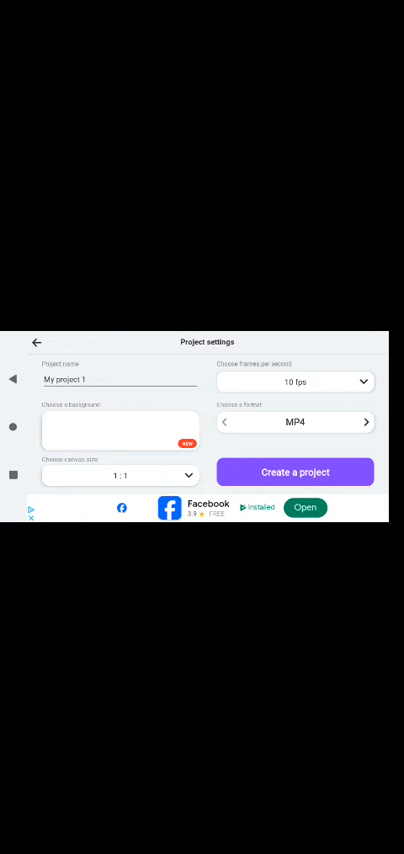 Project settings
Project name
My project 1
Choose a background
NEW
Choose canvas size
1 : 1
Choose frames per second
10 fps
Choose a format
MP4
Create a project
Facebook
3.9 ★ FREE
Installed
Open